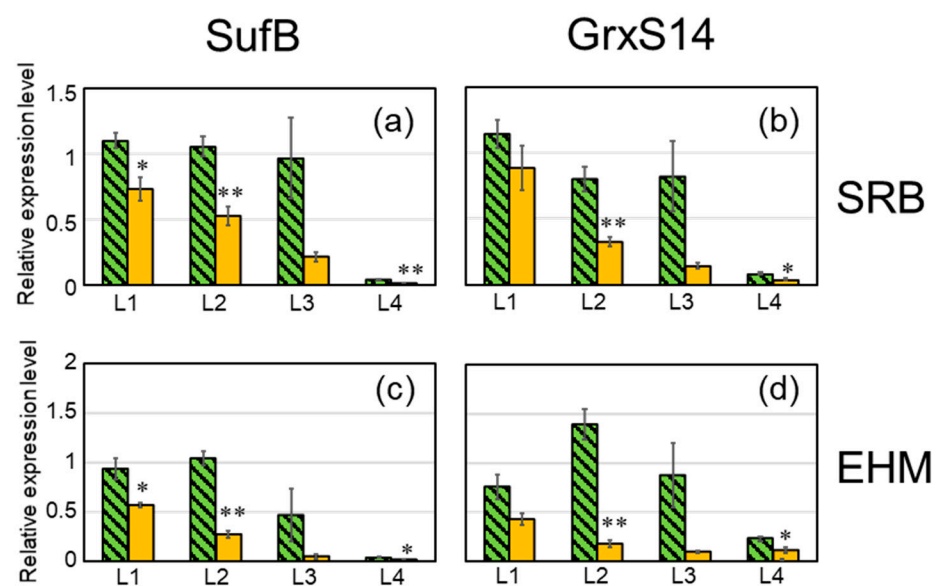 SufB GrxS14
Relative expression level
1.5
1
0.5
0
(a)
*
**
**
L1 L2 L3 L4
(b)
**
*
L1 L2 L3 L4
SRB
Relative expression level
2
1.5
1
0.5
0
(c)
*
**
*
L1 L2 L3 L4
(d)
**
*
L1 L2 L3 L4
EHM